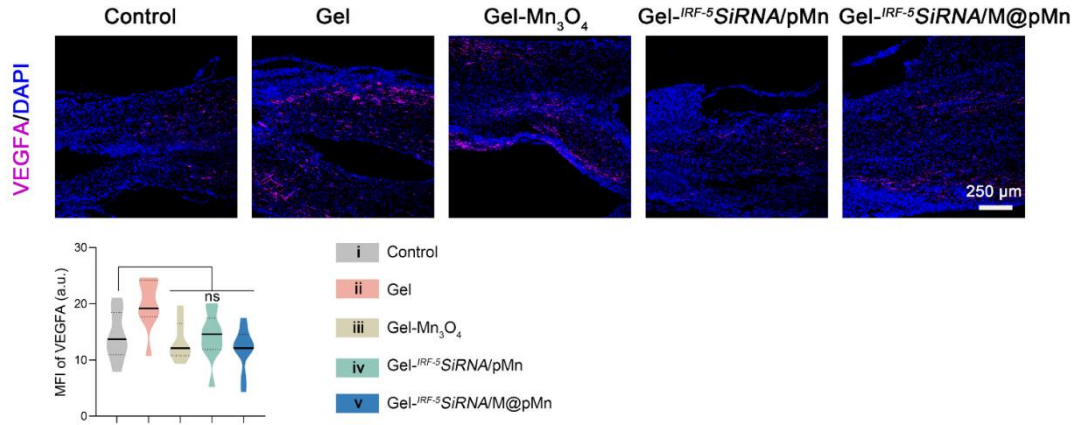 Control
Gel
Gel-Mn₃O₄
Gel-ᴵᴿᶠ⁻⁵SiRNA/pMn
Gel-ᴵᴿᶠ⁻⁵SiRNA/M@pMn
VEGFA/DAPI
250 µm
MFI of VEGFA (a.u.)
30
20
10
0
ns
i Control
ii Gel
iii Gel-Mn₃O₄
iv Gel-ᴵᴿᶠ⁻⁵SiRNA/pMn
v Gel-ᴵᴿᶠ⁻⁵SiRNA/M@pMn